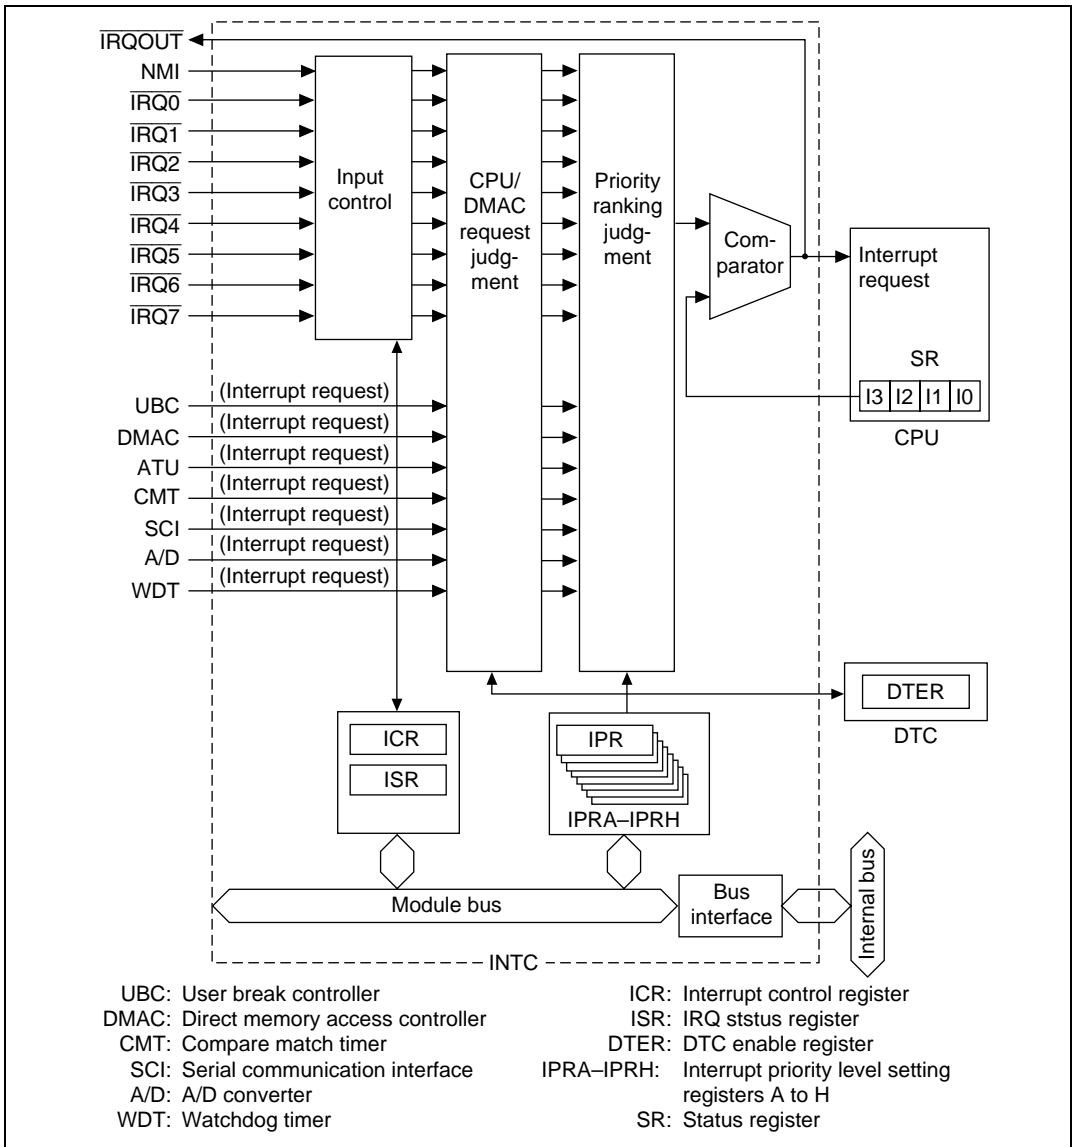 IRQOUT
NMI
IRQ0
IRQ1
IRQ2
IRQ3
IRQ4
IRQ5
IRQ6
IRQ7
Input
control
CPU/
DMAC
request
judg-
ment
Priority
ranking
judg-
ment
Com-
parator
Interrupt
request
SR
I3 I2 I1 I0
CPU
UBC (Interrupt request)
DMAC (Interrupt request)
ATU (Interrupt request)
CMT (Interrupt request)
SCI (Interrupt request)
A/D (Interrupt request)
WDT (Interrupt request)
DTER
DTC
ICR
ISR
IPR
IPRA–IPRH
Module bus
Bus
interface
Internal bus
INTC
UBC: User break controller
DMAC: Direct memory access controller
CMT: Compare match timer
SCI: Serial communication interface
A/D: A/D converter
WDT: Watchdog timer
ICR: Interrupt control register
ISR: IRQ ststus register
DTER: DTC enable register
IPRA–IPRH: Interrupt priority level setting
registers A to H
SR: Status register